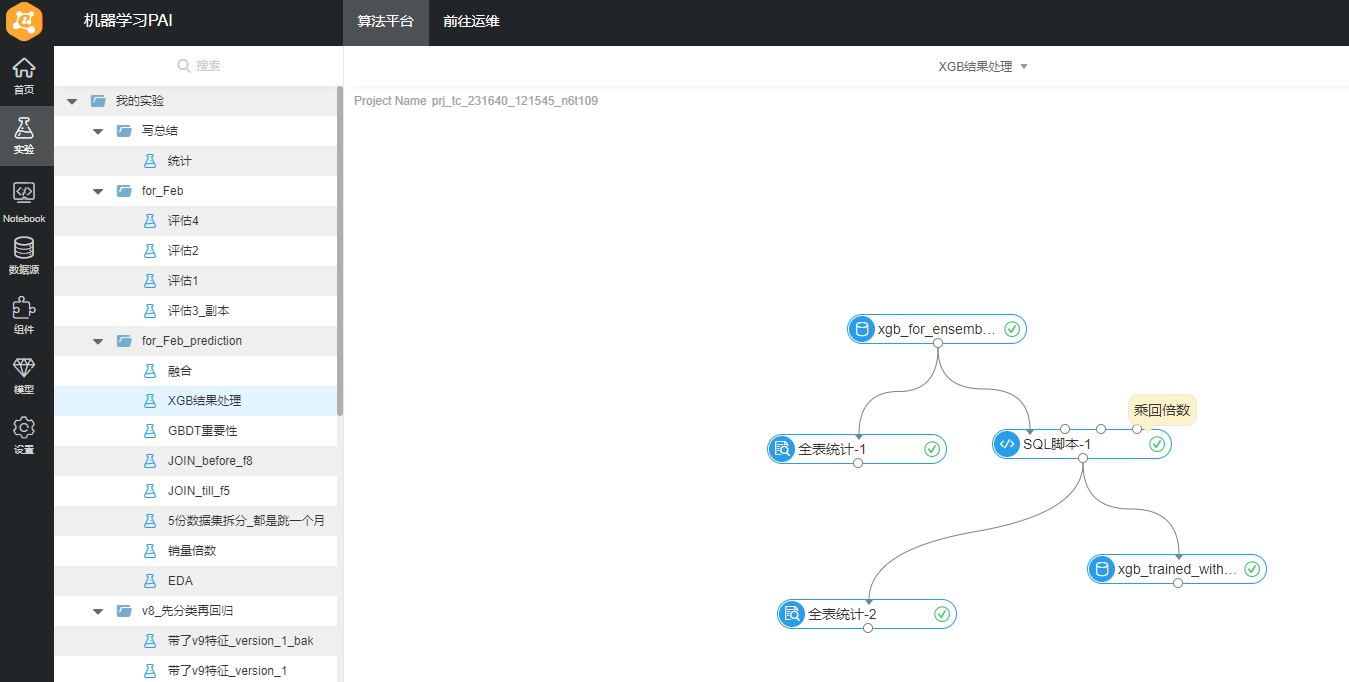 机器学习PAI
算法平台
前往运维
首页
实验
Notebook
数据源
组件
模型
设置
搜索
我的实验
写总结
统计
for_Feb
评估4
评估2
评估1
评估3_副本
for_Feb_prediction
融合
XGB结果处理
GBDT重要性
JOIN_before_f8
JOIN_till_f5
5份数据集拆分_都是跳一个月
销量倍数
EDA
v8_先分类再回归
带了v9特征_version_1_bak
带了v9特征_version_1
XGB结果处理
Project Name prj_tc_231640_121545_n6t109
xgb_for_ensemb...
乘回倍数
全表统计-1
SQL脚本-1
xgb_trained_with...
全表统计-2